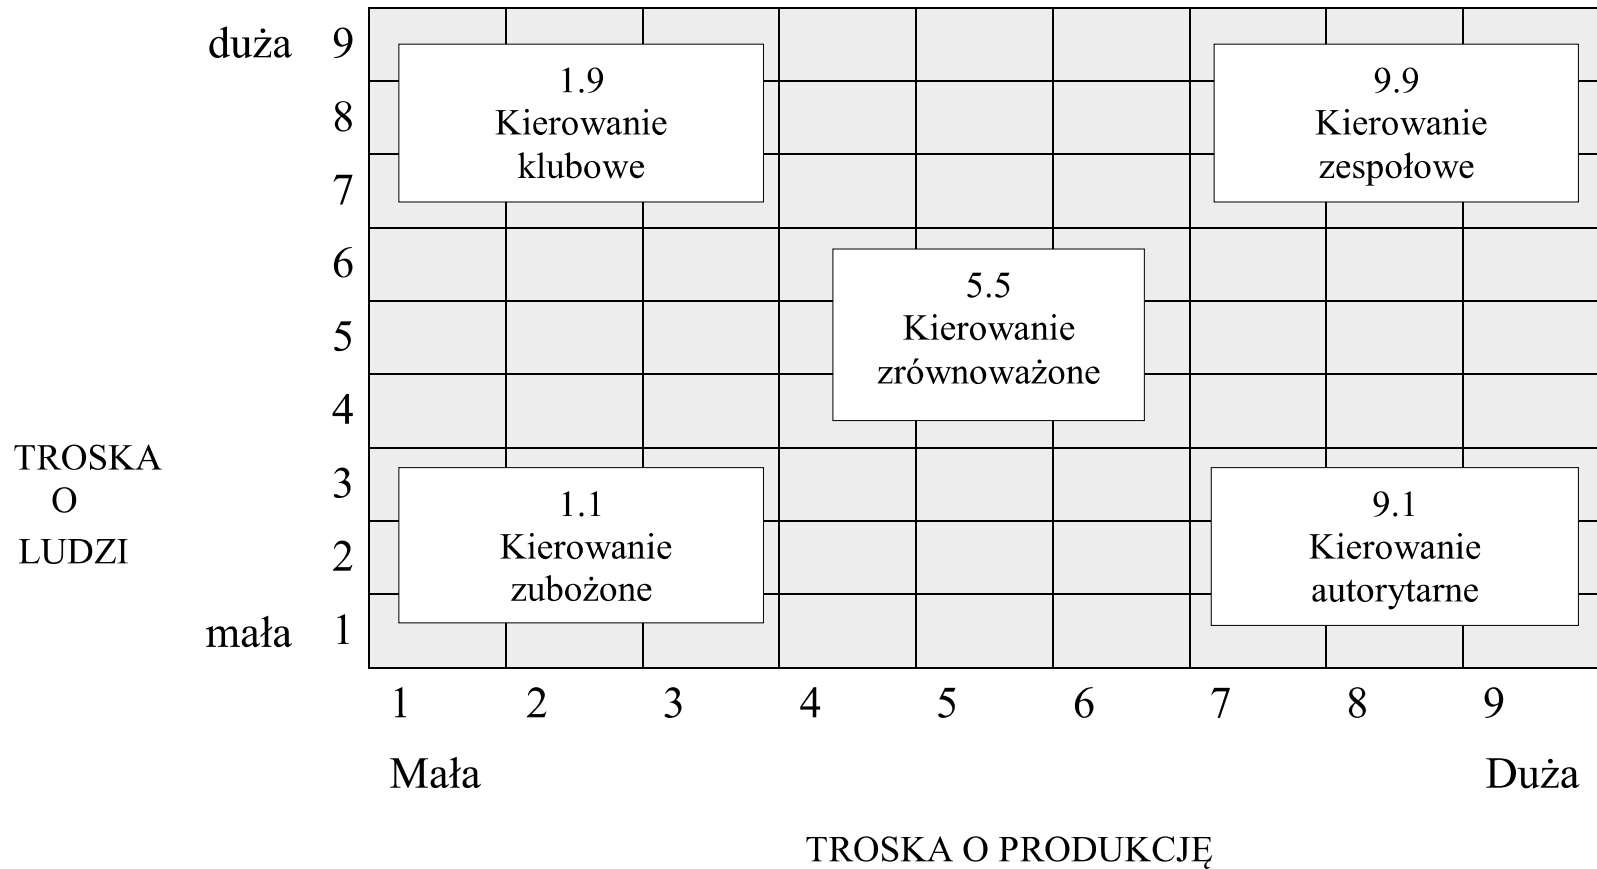 duża 9
1.9
Kierowanie
klubowe
9.9
Kierowanie
zespołowe
8
7
6
5.5
Kierowanie
zrównoważone
5
4
TROSKA
O
LUDZI
3
1.1
Kierowanie
zubożone
9.1
Kierowanie
autorytarne
2
mała 1
1 2 3 4 5 6 7 8 9
Mała Duża
TROSKA O PRODUKCJĘ